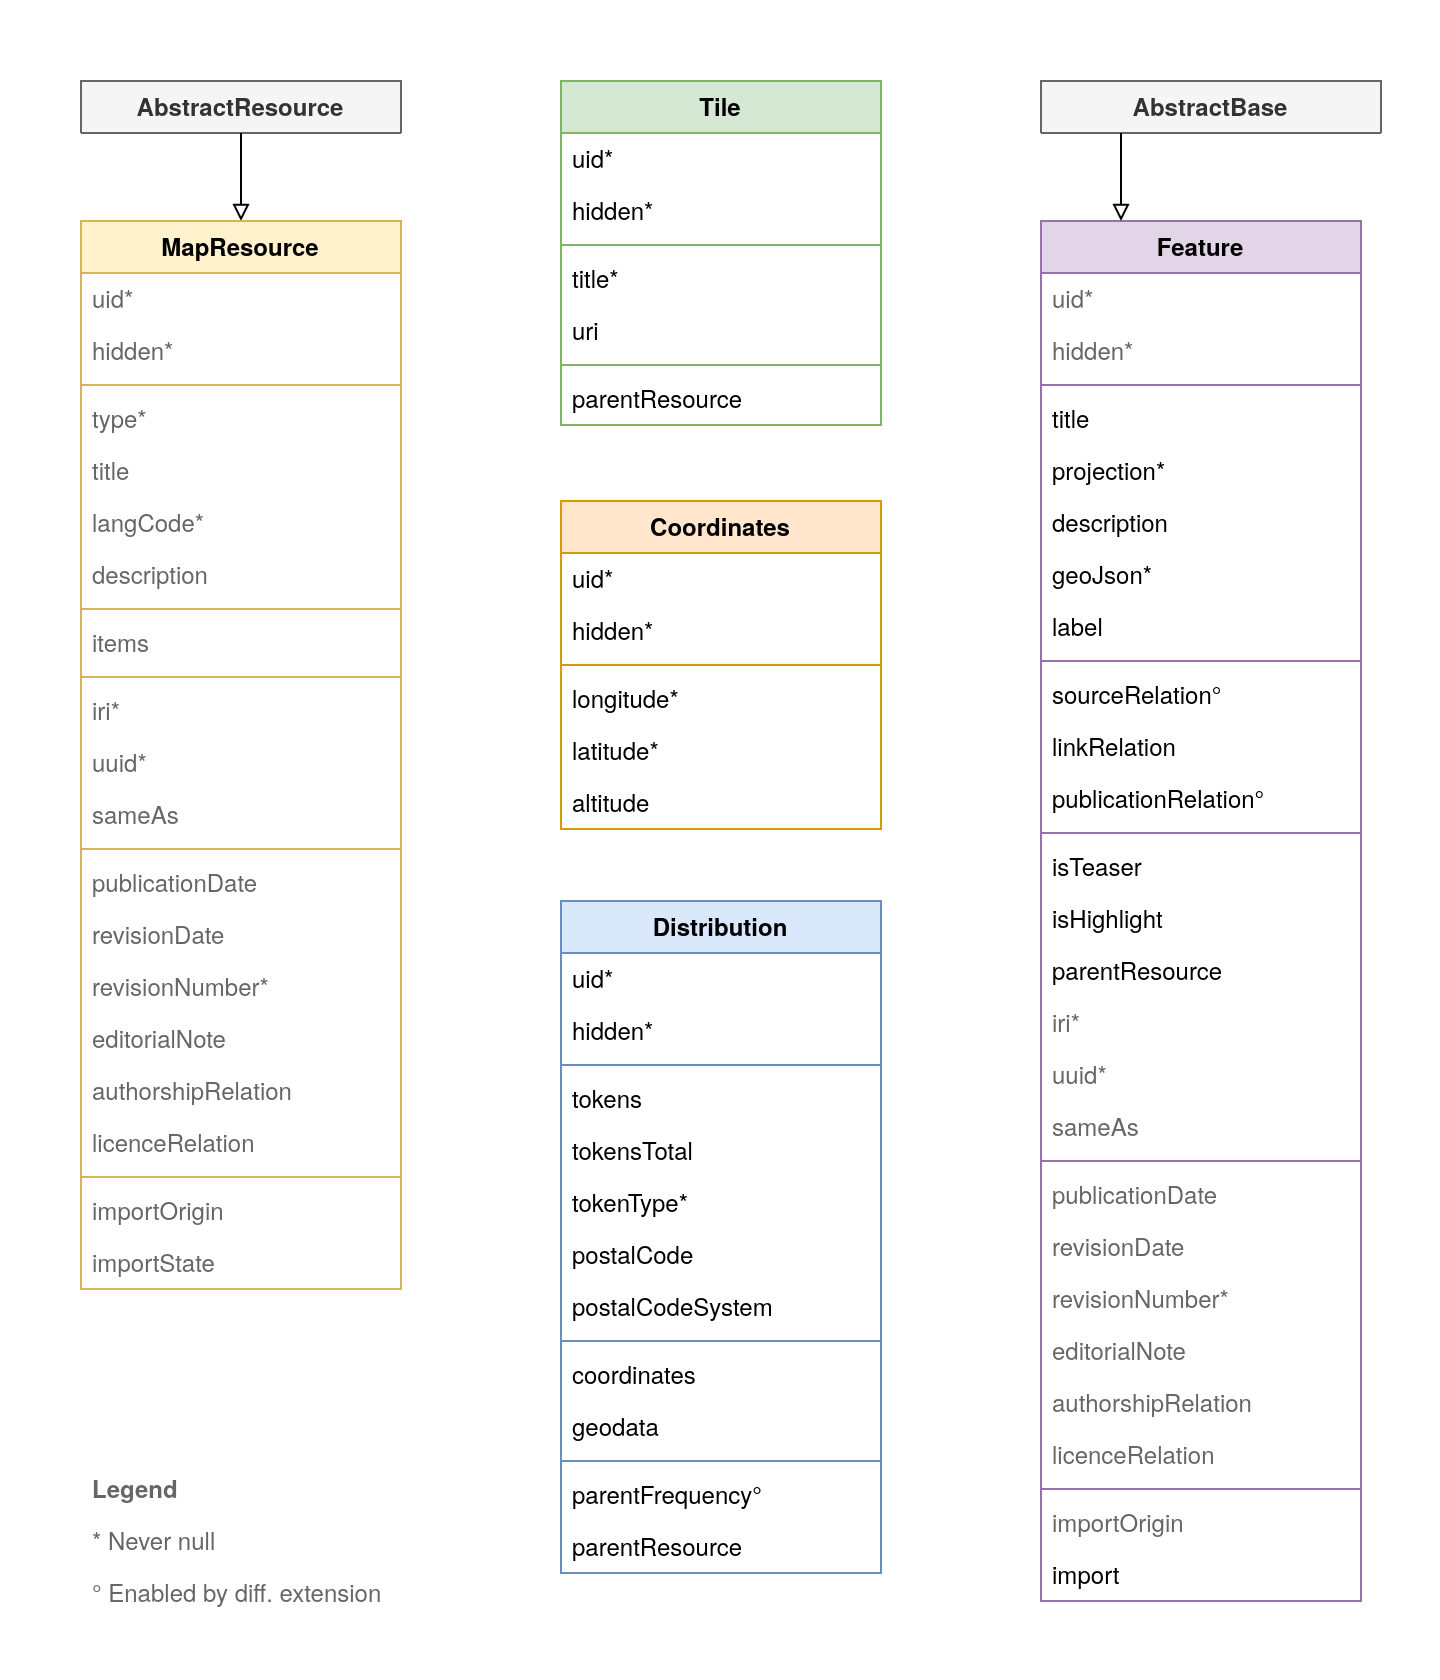 AbstractResource
MapResource
uid*
hidden*
type*
title
langCode*
description
items
iri*
uuid*
sameAs
publicationDate
revisionDate
revisionNumber*
editorialNote
authorshipRelation
licenceRelation
importOrigin
importState
Legend
* Never null
° Enabled by diff. extension
Tile
uid*
hidden*
title*
uri
parentResource
Coordinates
uid*
hidden*
longitude*
latitude*
altitude
Distribution
uid*
hidden*
tokens
tokensTotal
tokenType*
postalCode
postalCodeSystem
coordinates
geodata
parentFrequency°
parentResource
AbstractBase
Feature
uid*
hidden*
title
projection*
description
geoJson*
label
sourceRelation°
linkRelation
publicationRelation°
isTeaser
isHighlight
parentResource
iri*
uuid*
sameAs
publicationDate
revisionDate
revisionNumber*
editorialNote
authorshipRelation
licenceRelation
importOrigin
import